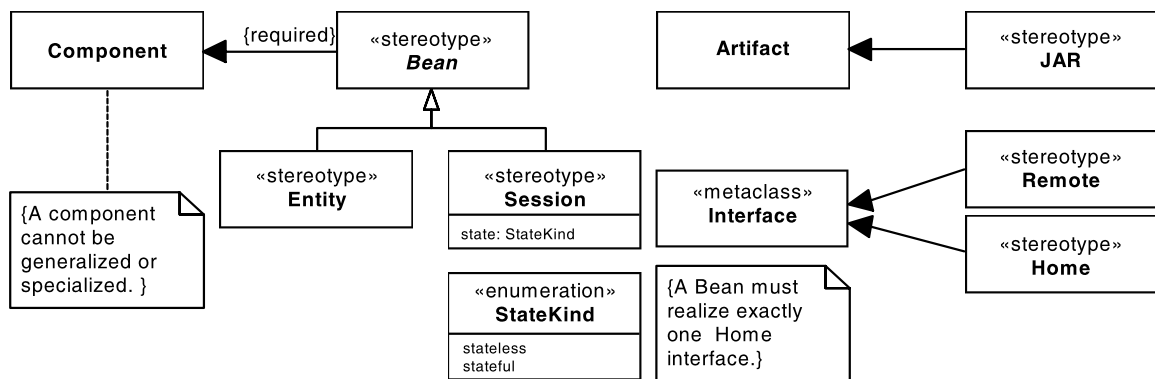 Component
{required}
«stereotype»
Bean
Artifact
«stereotype»
JAR
«stereotype»
Entity
«stereotype»
Session
state: StateKind
«metaclass»
Interface
«stereotype»
Remote
«stereotype»
Home
{A component
cannot be
generalized or
specialized. }
«enumeration»
StateKind
stateless
stateful
{A Bean must
realize exactly
one Home
interface.}